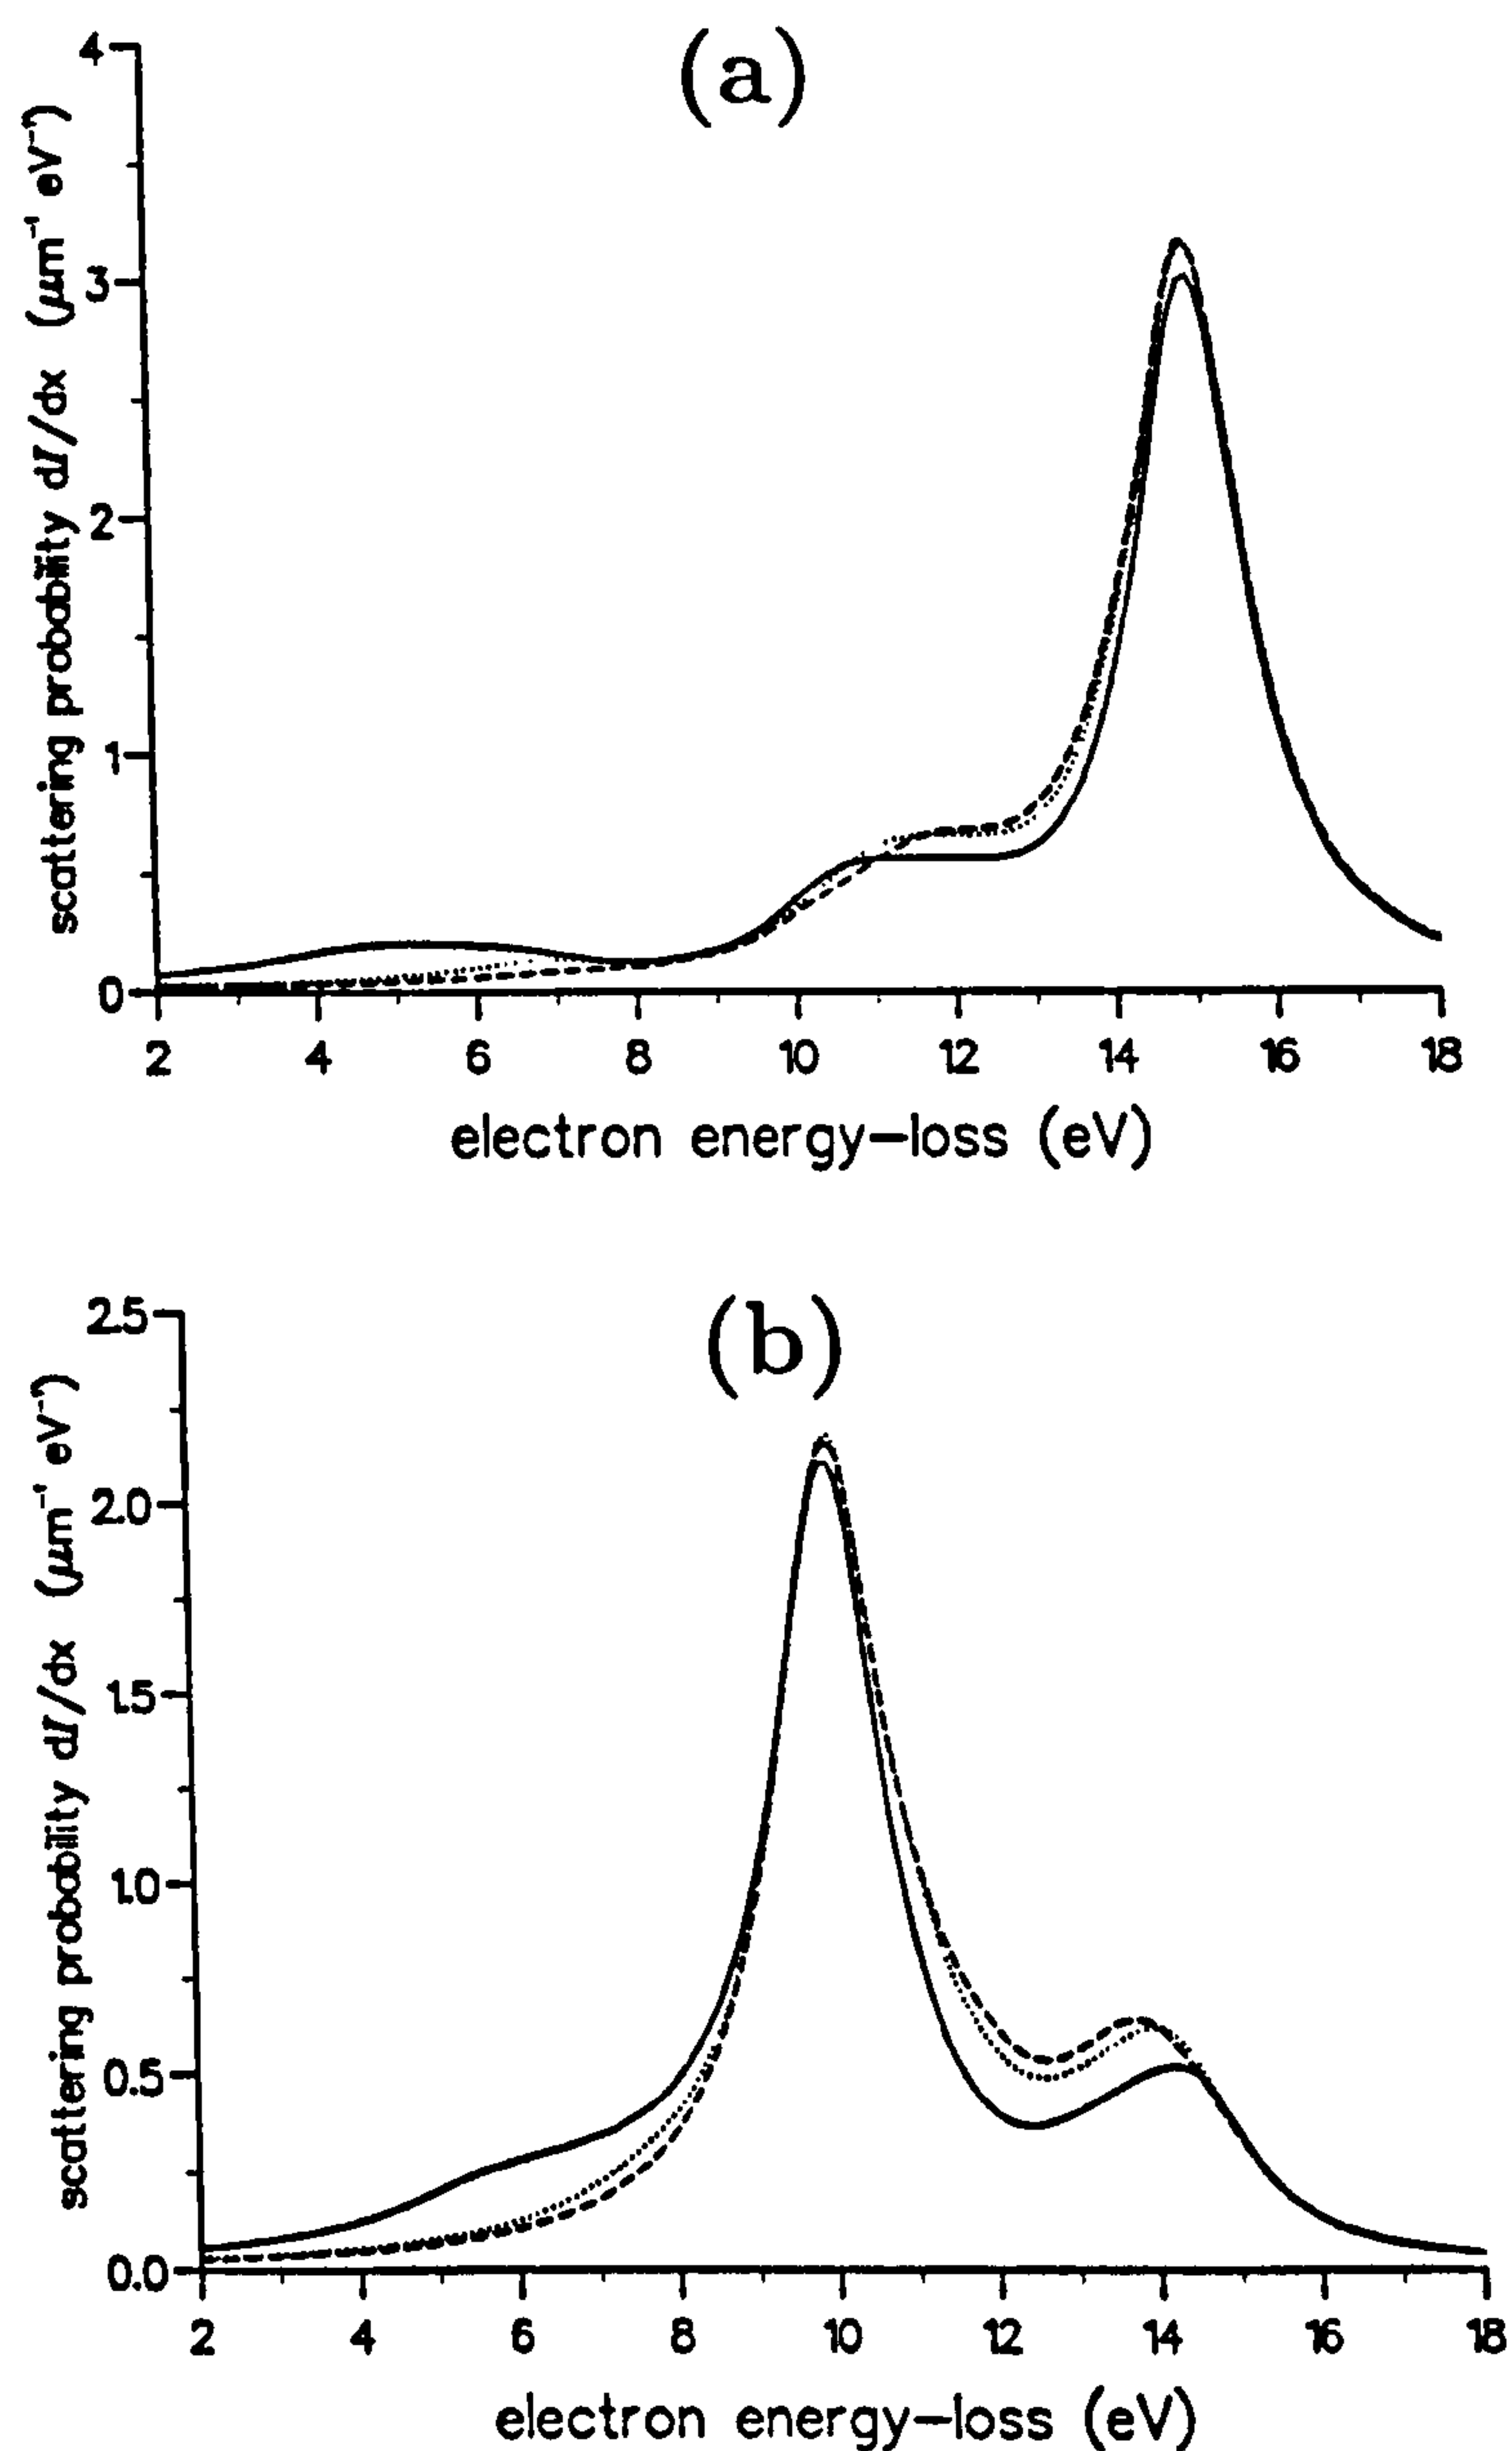 (a)
scattering probability dI/dx (μm⁻¹ eV⁻¹)
4
3
2
1
0
2 4 6 8 10 12 14 16 18
electron energy–loss (eV)
(b)
scattering probability dI/dx (μm⁻¹ eV⁻¹)
2.5
2.0
1.5
1.0
0.5
0.0
2 4 6 8 10 12 14 16 18
electron energy–loss (eV)